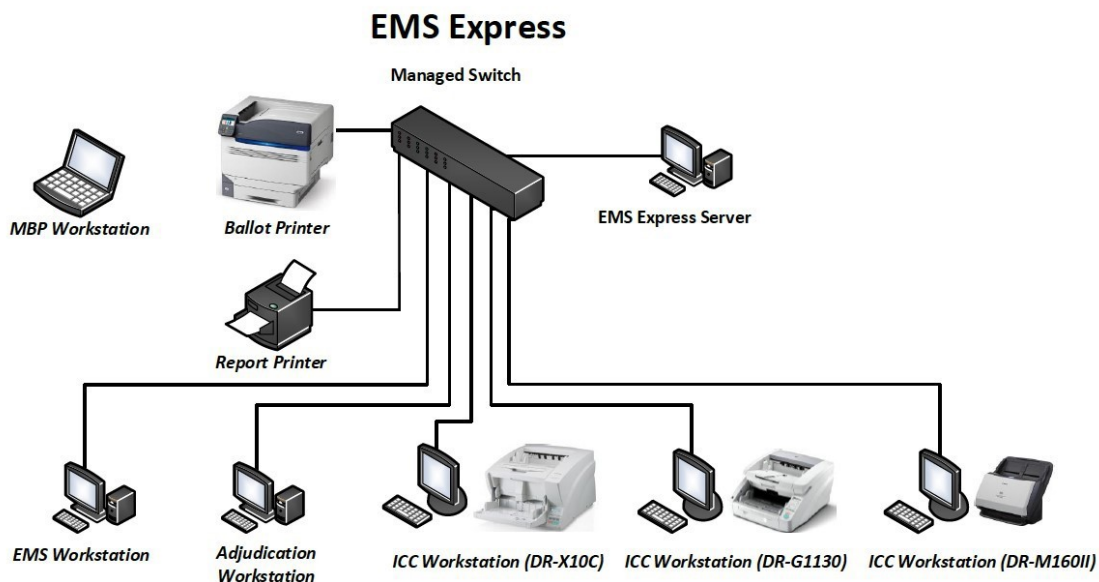 EMS Express
Managed Switch
MBP Workstation
Ballot Printer
EMS Express Server
Report Printer
EMS Workstation
Adjudication
Workstation
ICC Workstation (DR-X10C)
ICC Workstation (DR-G1130)
ICC Workstation (DR-M160II)